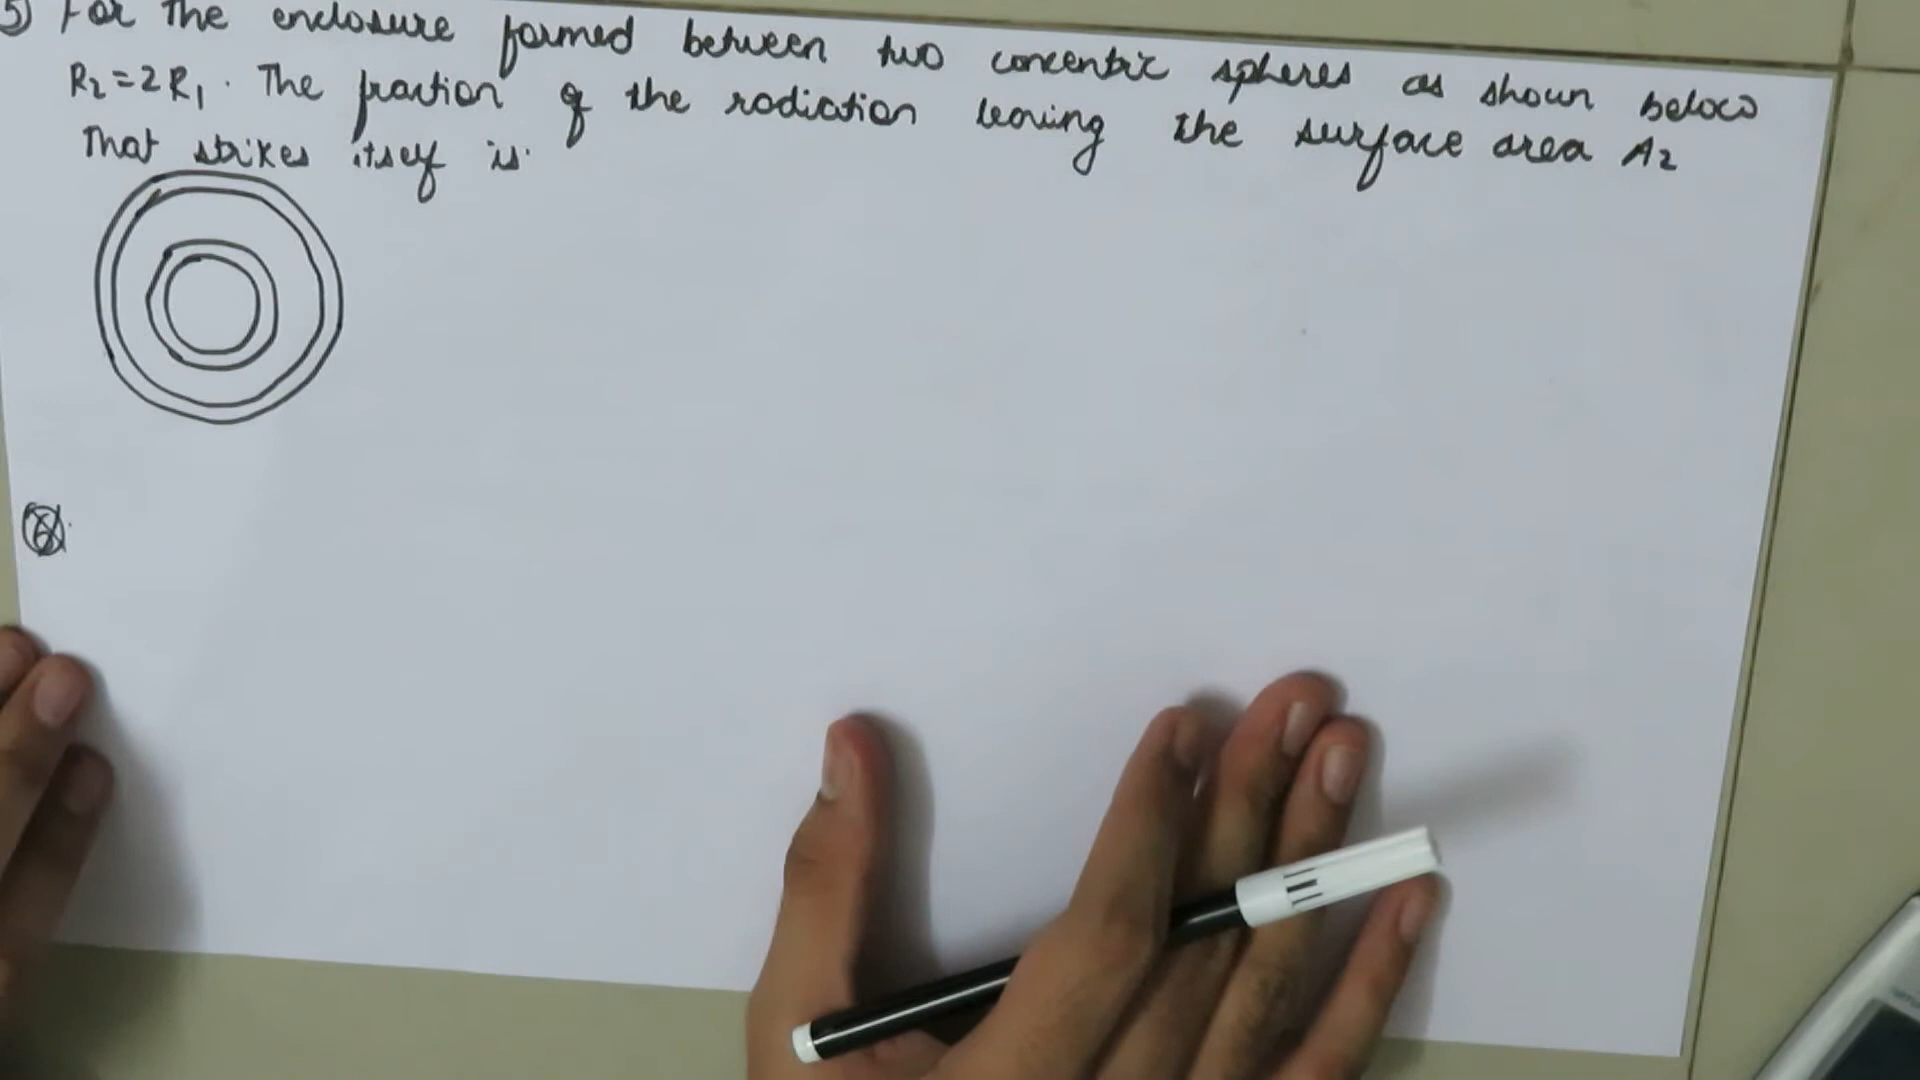 5) For the enclosure formed between two concentric spheres as shown below
R2=2R1. The fraction of the radiation leaving the surface area A2
that strikes itself is.